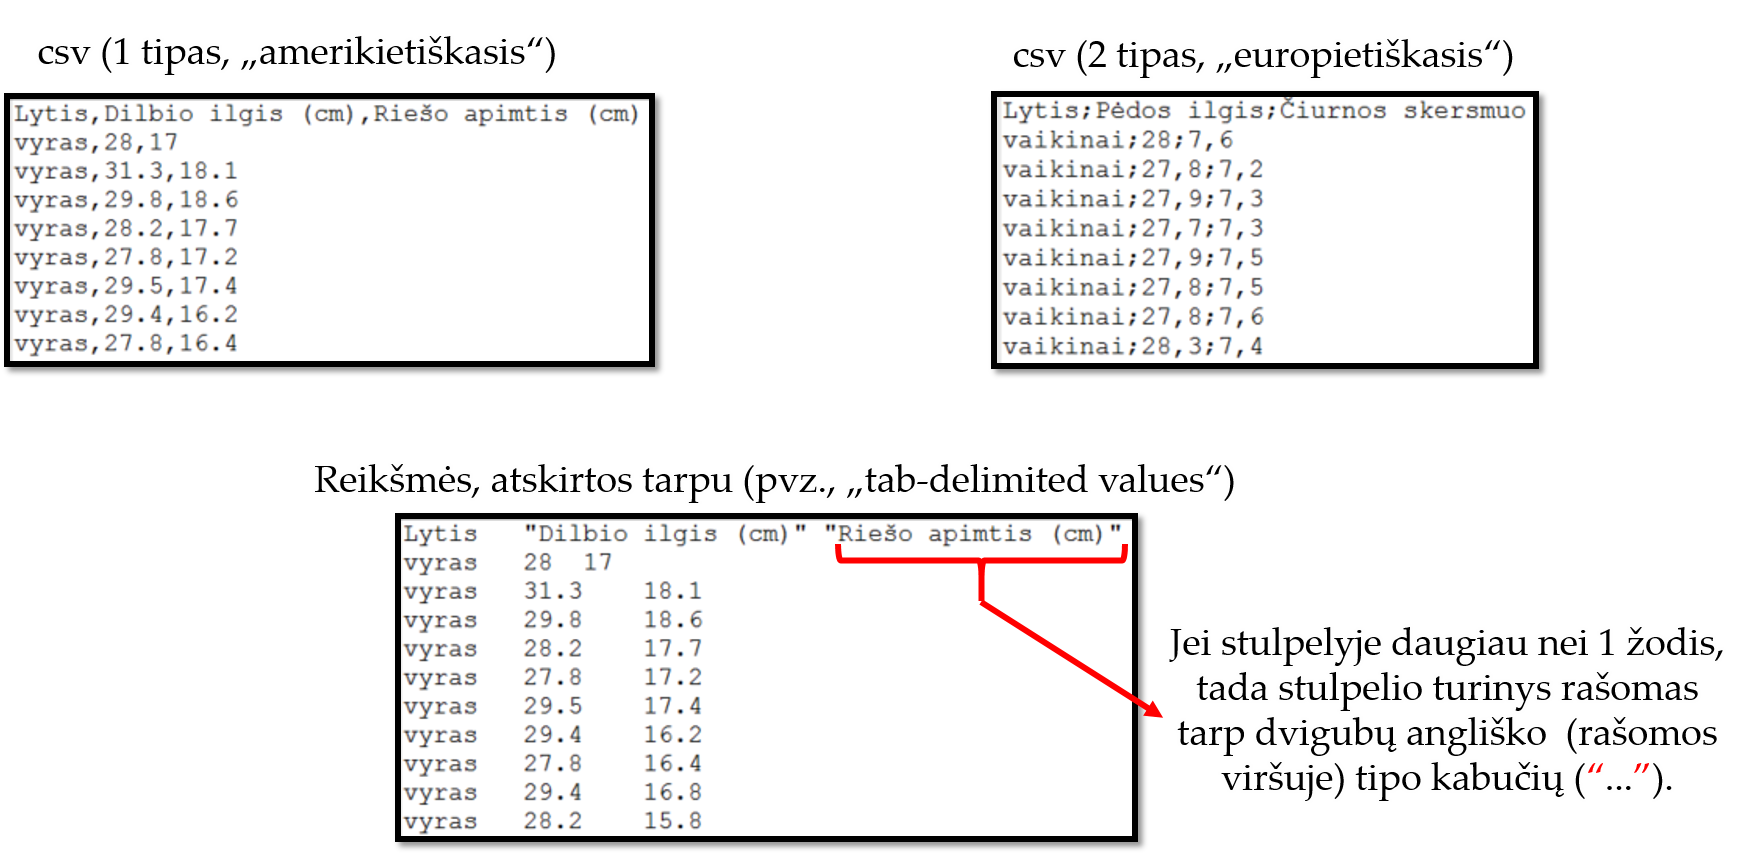 csv (1 tipas, „amerikietiškasis“)
Lytis,Dilbio ilgis (cm),Riešo apimtis (cm)
vyras,28,17
vyras,31.3,18.1
vyras,29.8,18.6
vyras,28.2,17.7
vyras,27.8,17.2
vyras,29.5,17.4
vyras,29.4,16.2
vyras,27.8,16.4
csv (2 tipas, „europietiškasis“)
Lytis;Pėdos ilgis;Čiurnos skersmuo
vaikinai;28;7,6
vaikinai;27,8;7,2
vaikinai;27,9;7,3
vaikinai;27,7;7,3
vaikinai;27,9;7,5
vaikinai;27,8;7,5
vaikinai;27,8;7,6
vaikinai;28,3;7,4
Reikšmės, atskirtos tarpu (pvz., „tab-delimited values“)
Lytis "Dilbio ilgis (cm)" "Riešo apimtis (cm)"
vyras 28 17
vyras 31.3 18.1
vyras 29.8 18.6
vyras 28.2 17.7
vyras 27.8 17.2
vyras 29.5 17.4
vyras 29.4 16.2
vyras 27.8 16.4
vyras 29.4 16.8
vyras 28.2 15.8
Jei stulpelyje daugiau nei 1 žodis,
tada stulpelio turinys rašomas
tarp dvigubų angliško (rašomos
viršuje) tipo kabučių (“...”).